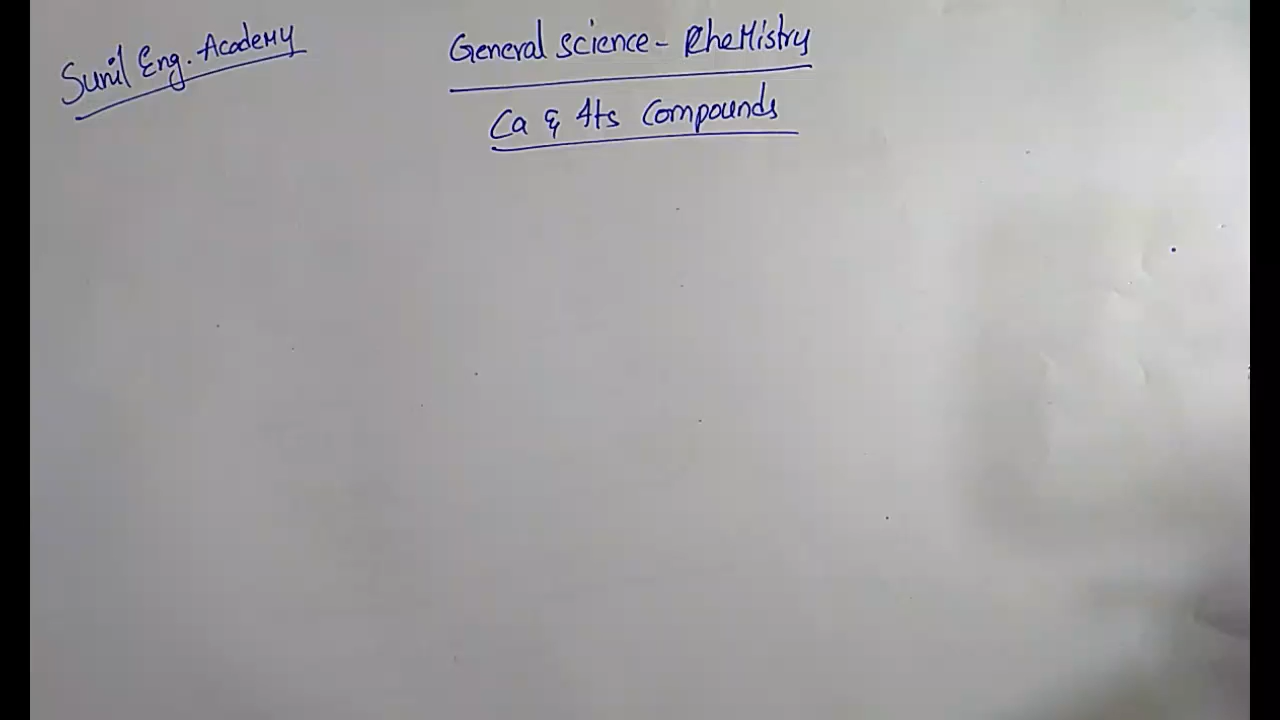 Sunil Eng. Academy
General science - Chemistry
Ca & Its Compounds